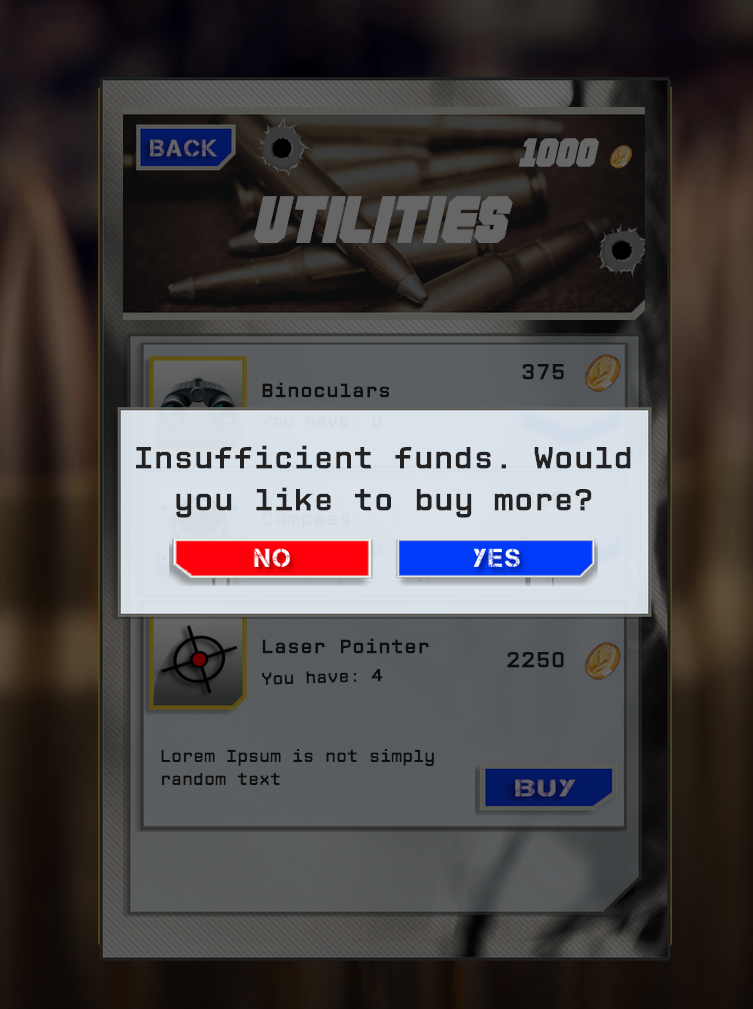 BACK
1000
UTILITIES
375
Binoculars
You have: 0
Insufficient funds. Would
you like to buy more?
Compass
NO
YES
Laser Pointer
2250
You have: 4
Lorem Ipsum is not simply
random text
BUY